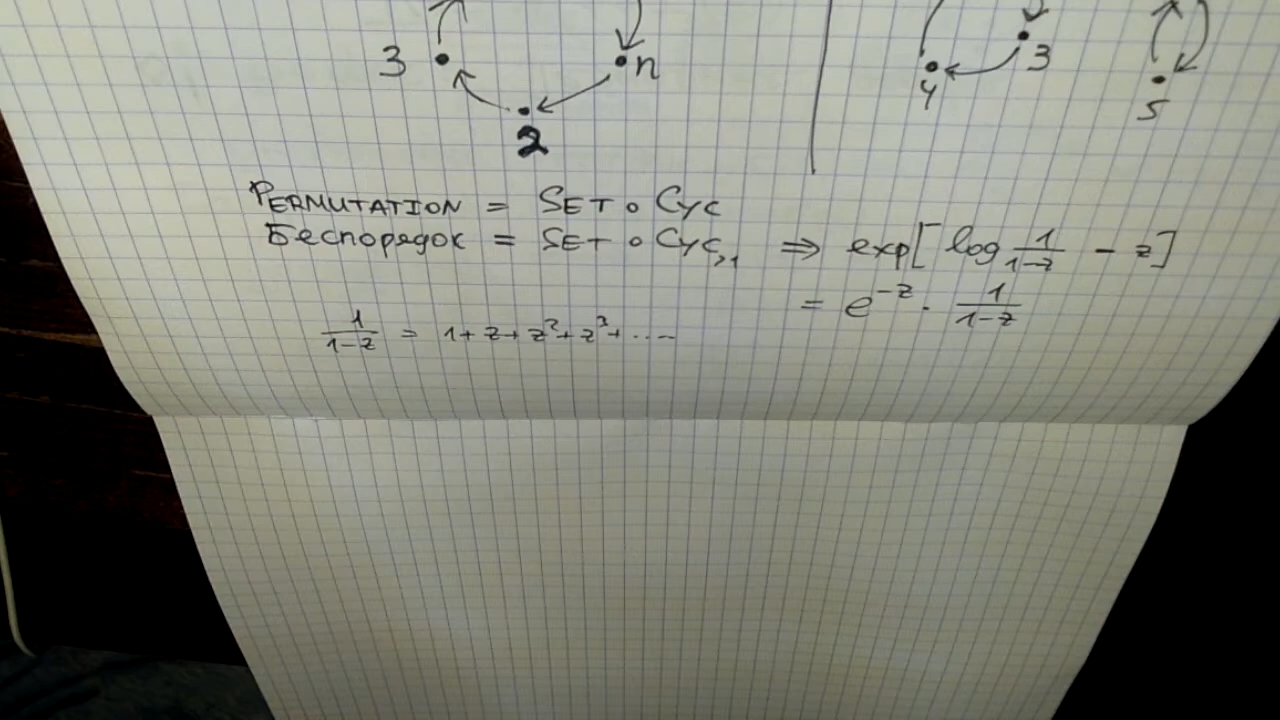 3 n 3
4
2 5
PERMUTATION = SET ∘ CYC
Беспорядок = SET ∘ CYC_{>1} ⇒ exp[ log 1/(1-z) - z ]
= e^{-z} · 1/(1-z)
1/(1-z) = 1 + z + z² + z³ + ....